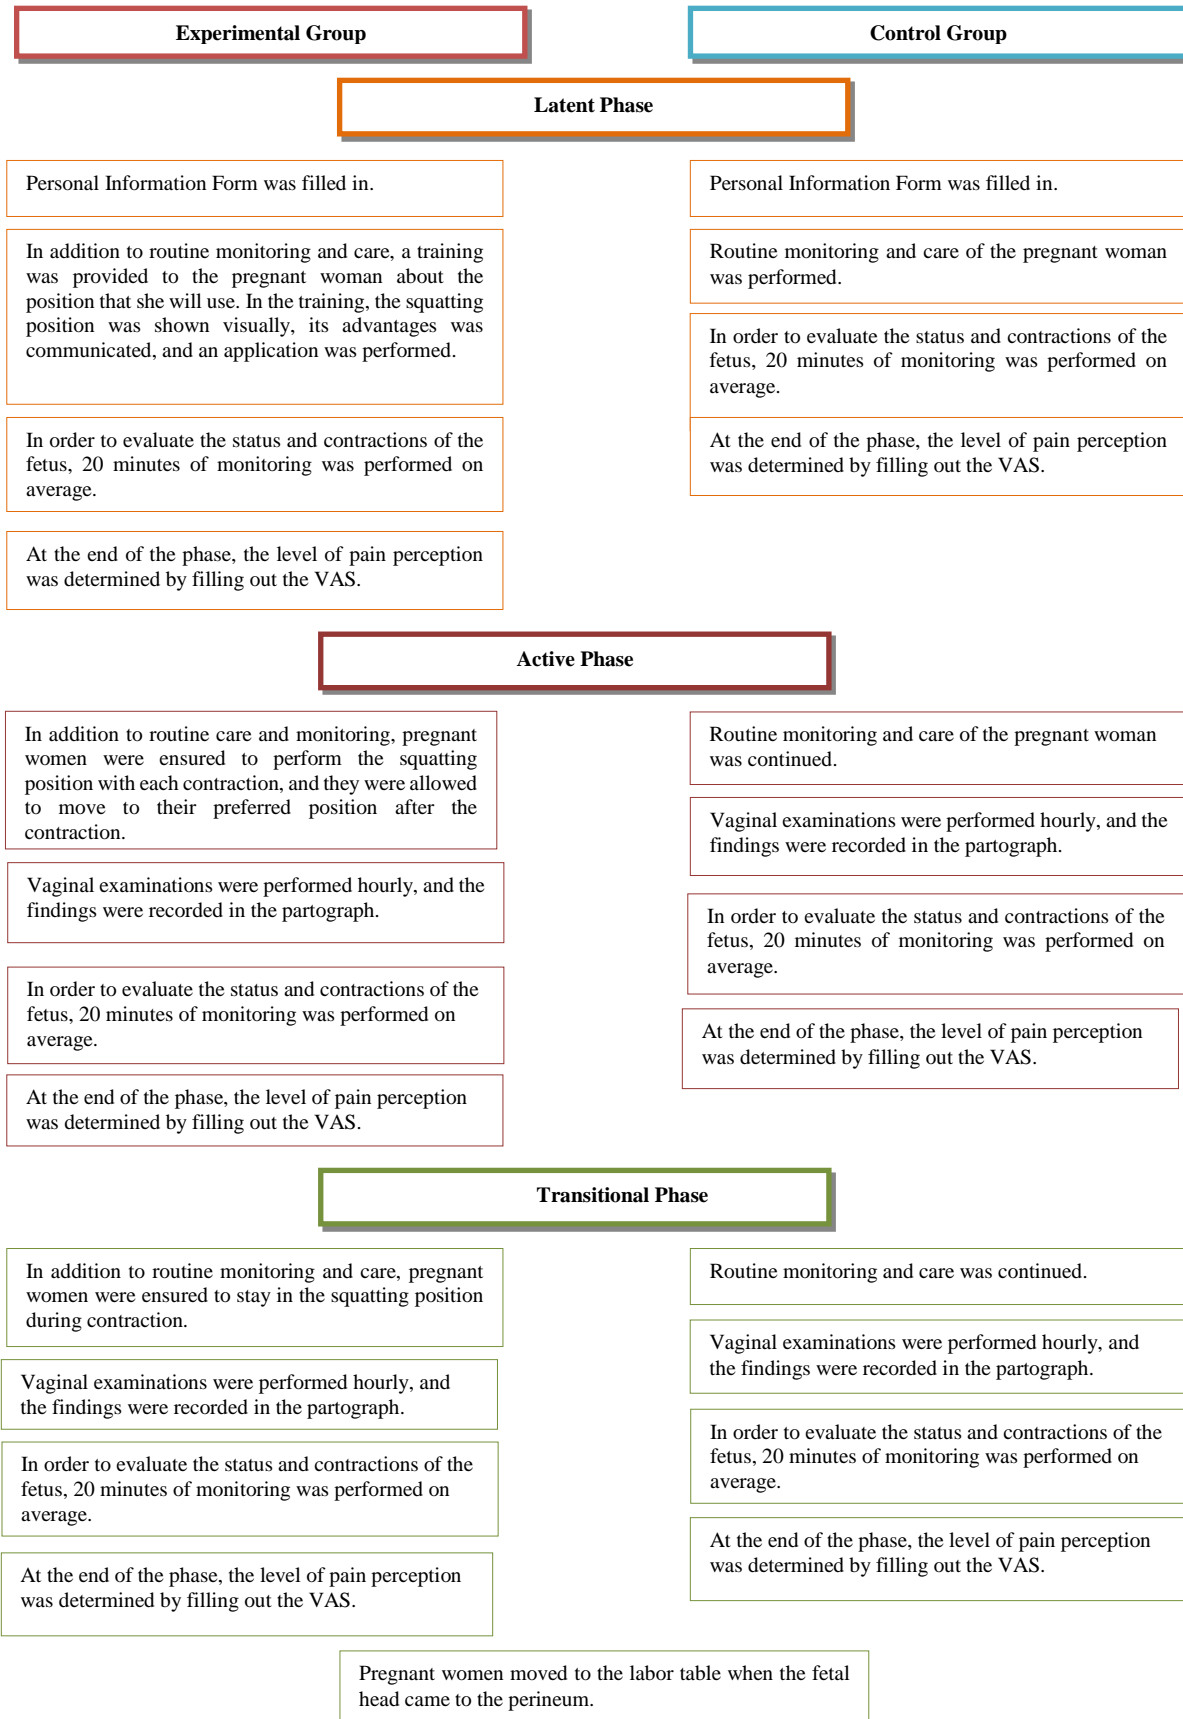 Experimental Group
Control Group
Latent Phase
Personal Information Form was filled in.
In addition to routine monitoring and care, a training
was provided to the pregnant woman about the
position that she will use. In the training, the squatting
position was shown visually, its advantages was
communicated, and an application was performed.
In order to evaluate the status and contractions of the
fetus, 20 minutes of monitoring was performed on
average.
At the end of the phase, the level of pain perception
was determined by filling out the VAS.
Personal Information Form was filled in.
Routine monitoring and care of the pregnant woman
was performed.
In order to evaluate the status and contractions of the
fetus, 20 minutes of monitoring was performed on
average.
At the end of the phase, the level of pain perception
was determined by filling out the VAS.
Active Phase
In addition to routine care and monitoring, pregnant
women were ensured to perform the squatting
position with each contraction, and they were allowed
to move to their preferred position after the
contraction.
Vaginal examinations were performed hourly, and the
findings were recorded in the partograph.
In order to evaluate the status and contractions of the
fetus, 20 minutes of monitoring was performed on
average.
At the end of the phase, the level of pain perception
was determined by filling out the VAS.
Routine monitoring and care of the pregnant woman
was continued.
Vaginal examinations were performed hourly, and the
findings were recorded in the partograph.
In order to evaluate the status and contractions of the
fetus, 20 minutes of monitoring was performed on
average.
At the end of the phase, the level of pain perception
was determined by filling out the VAS.
Transitional Phase
In addition to routine monitoring and care, pregnant
women were ensured to stay in the squatting position
during contraction.
Vaginal examinations were performed hourly, and
the findings were recorded in the partograph.
In order to evaluate the status and contractions of the
fetus, 20 minutes of monitoring was performed on
average.
At the end of the phase, the level of pain perception
was determined by filling out the VAS.
Routine monitoring and care was continued.
Vaginal examinations were performed hourly, and
the findings were recorded in the partograph.
In order to evaluate the status and contractions of the
fetus, 20 minutes of monitoring was performed on
average.
At the end of the phase, the level of pain perception
was determined by filling out the VAS.
Pregnant women moved to the labor table when the fetal
head came to the perineum.